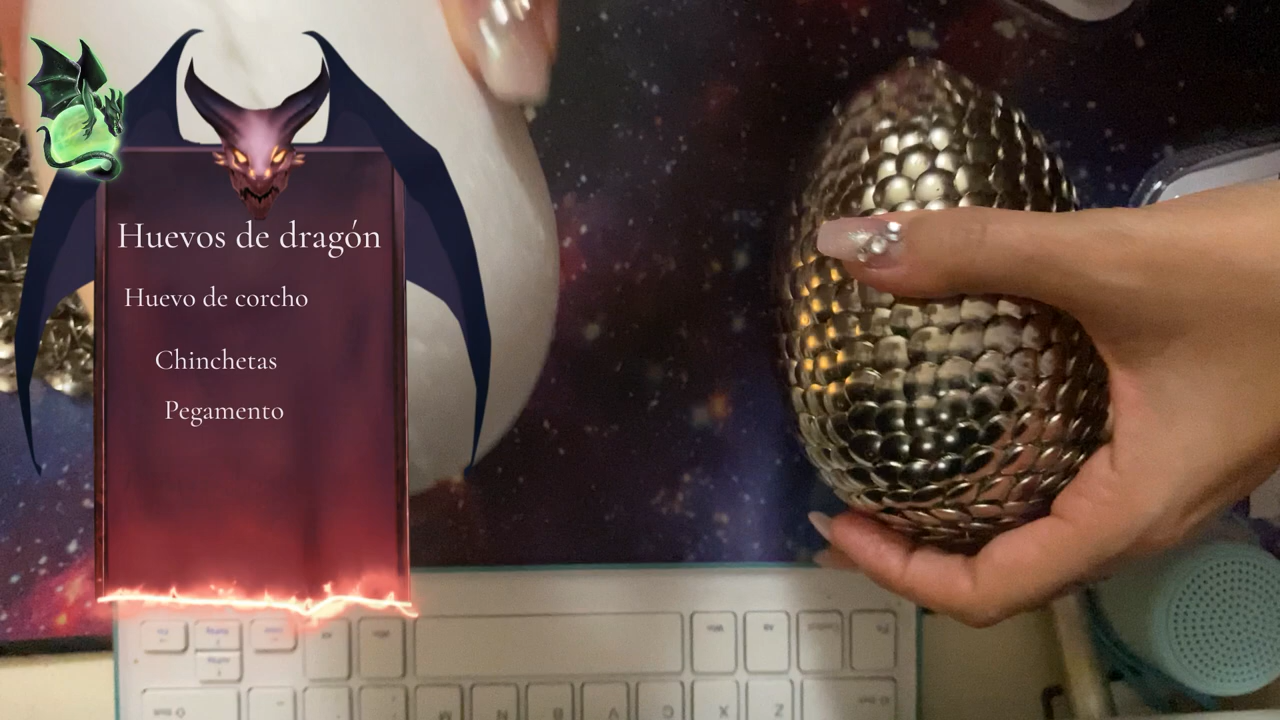 Huevos de dragón
Huevo de corcho
Chinchetas
Pegamento